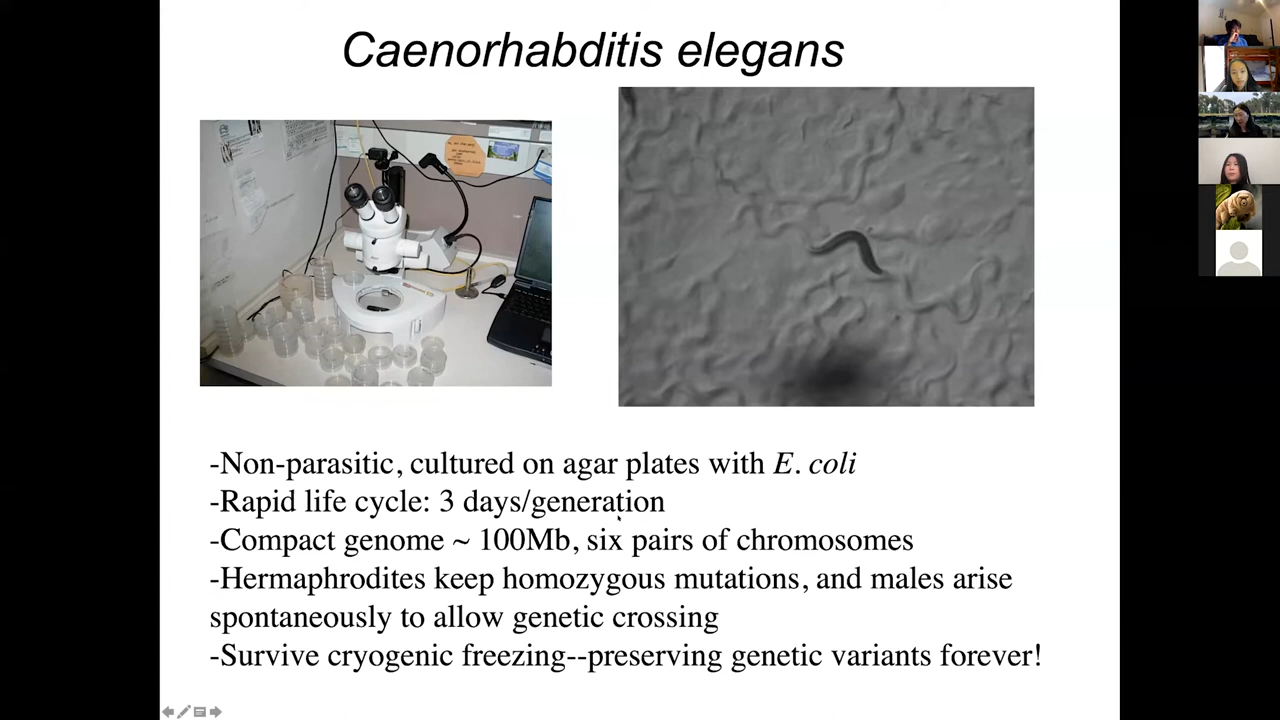 Caenorhabditis elegans
-Non-parasitic, cultured on agar plates with E. coli
-Rapid life cycle: 3 days/generation
-Compact genome ~ 100Mb, six pairs of chromosomes
-Hermaphrodites keep homozygous mutations, and males arise
spontaneously to allow genetic crossing
-Survive cryogenic freezing--preserving genetic variants forever!